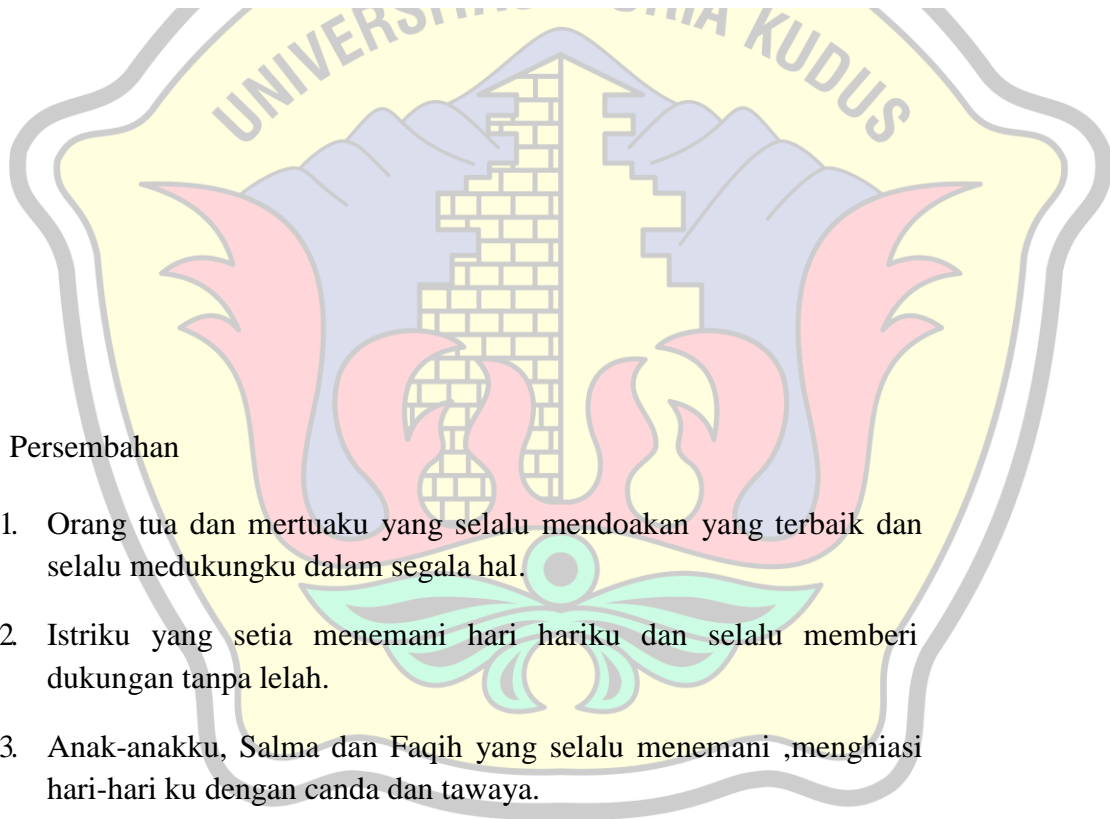 UNIVERSITAS MURIA KUDUS
Persembahan
1. Orang tua dan mertuaku yang selalu mendoakan yang terbaik dan
selalu medukungku dalam segala hal.
2. Istriku yang setia menemani hari hariku dan selalu memberi
dukungan tanpa lelah.
3. Anak-anakku, Salma dan Faqih yang selalu menemani ,menghiasi
hari-hari ku dengan canda dan tawaya.